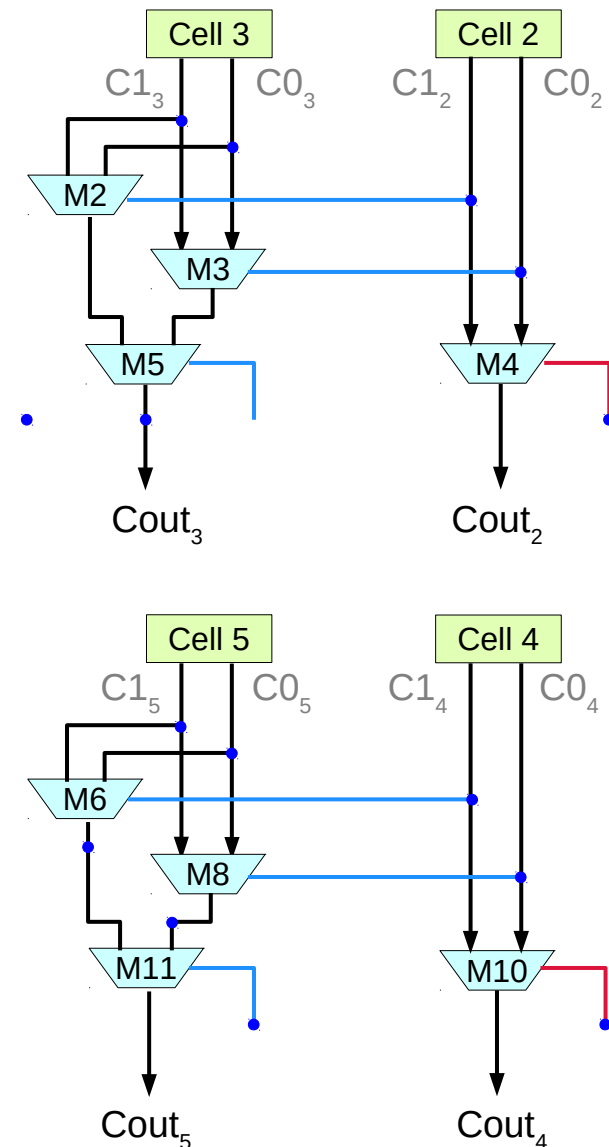 Cell 3 Cell 2
C1₃ C0₃ C1₂ C0₂
M2
M3
M5 M4
Cout₃ Cout₂
Cell 5 Cell 4
C1₅ C0₅ C1₄ C0₄
M6
M8
M11 M10
Cout₅ Cout₄